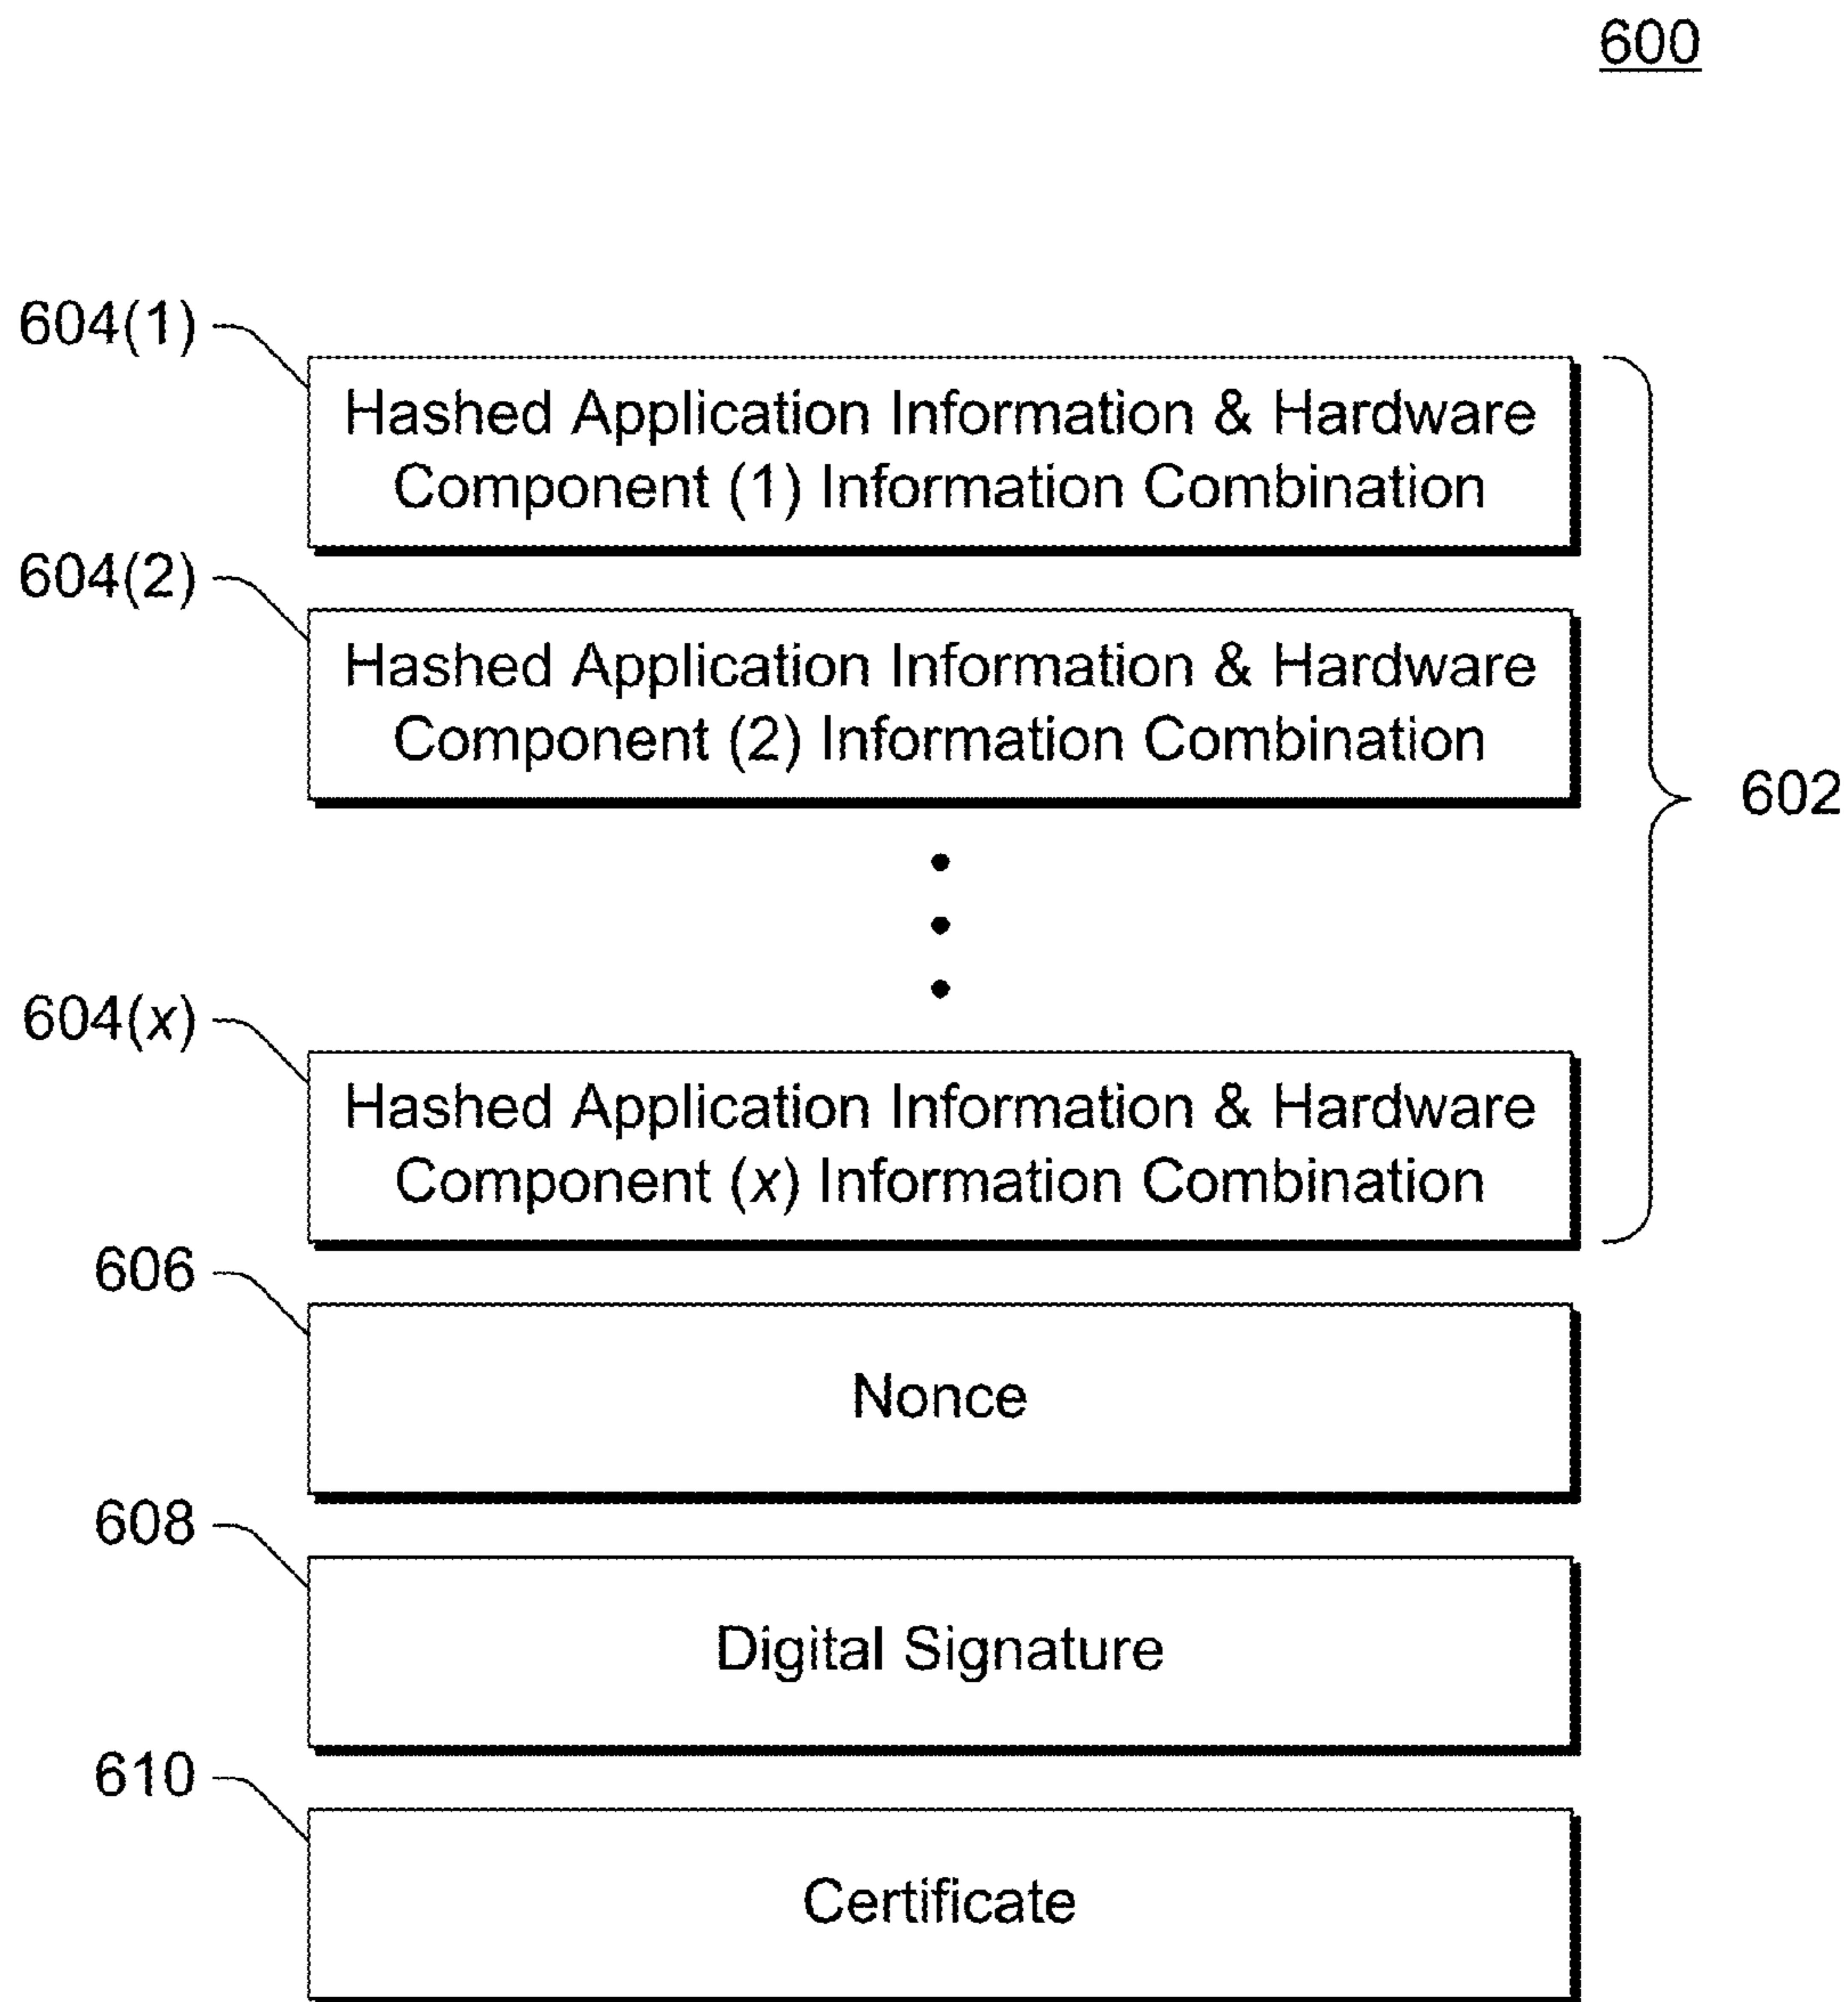 600
604(1)
Hashed Application Information & Hardware
Component (1) Information Combination
604(2)
Hashed Application Information & Hardware
Component (2) Information Combination
602
604(x)
Hashed Application Information & Hardware
Component (x) Information Combination
606
Nonce
608
Digital Signature
610
Certificate